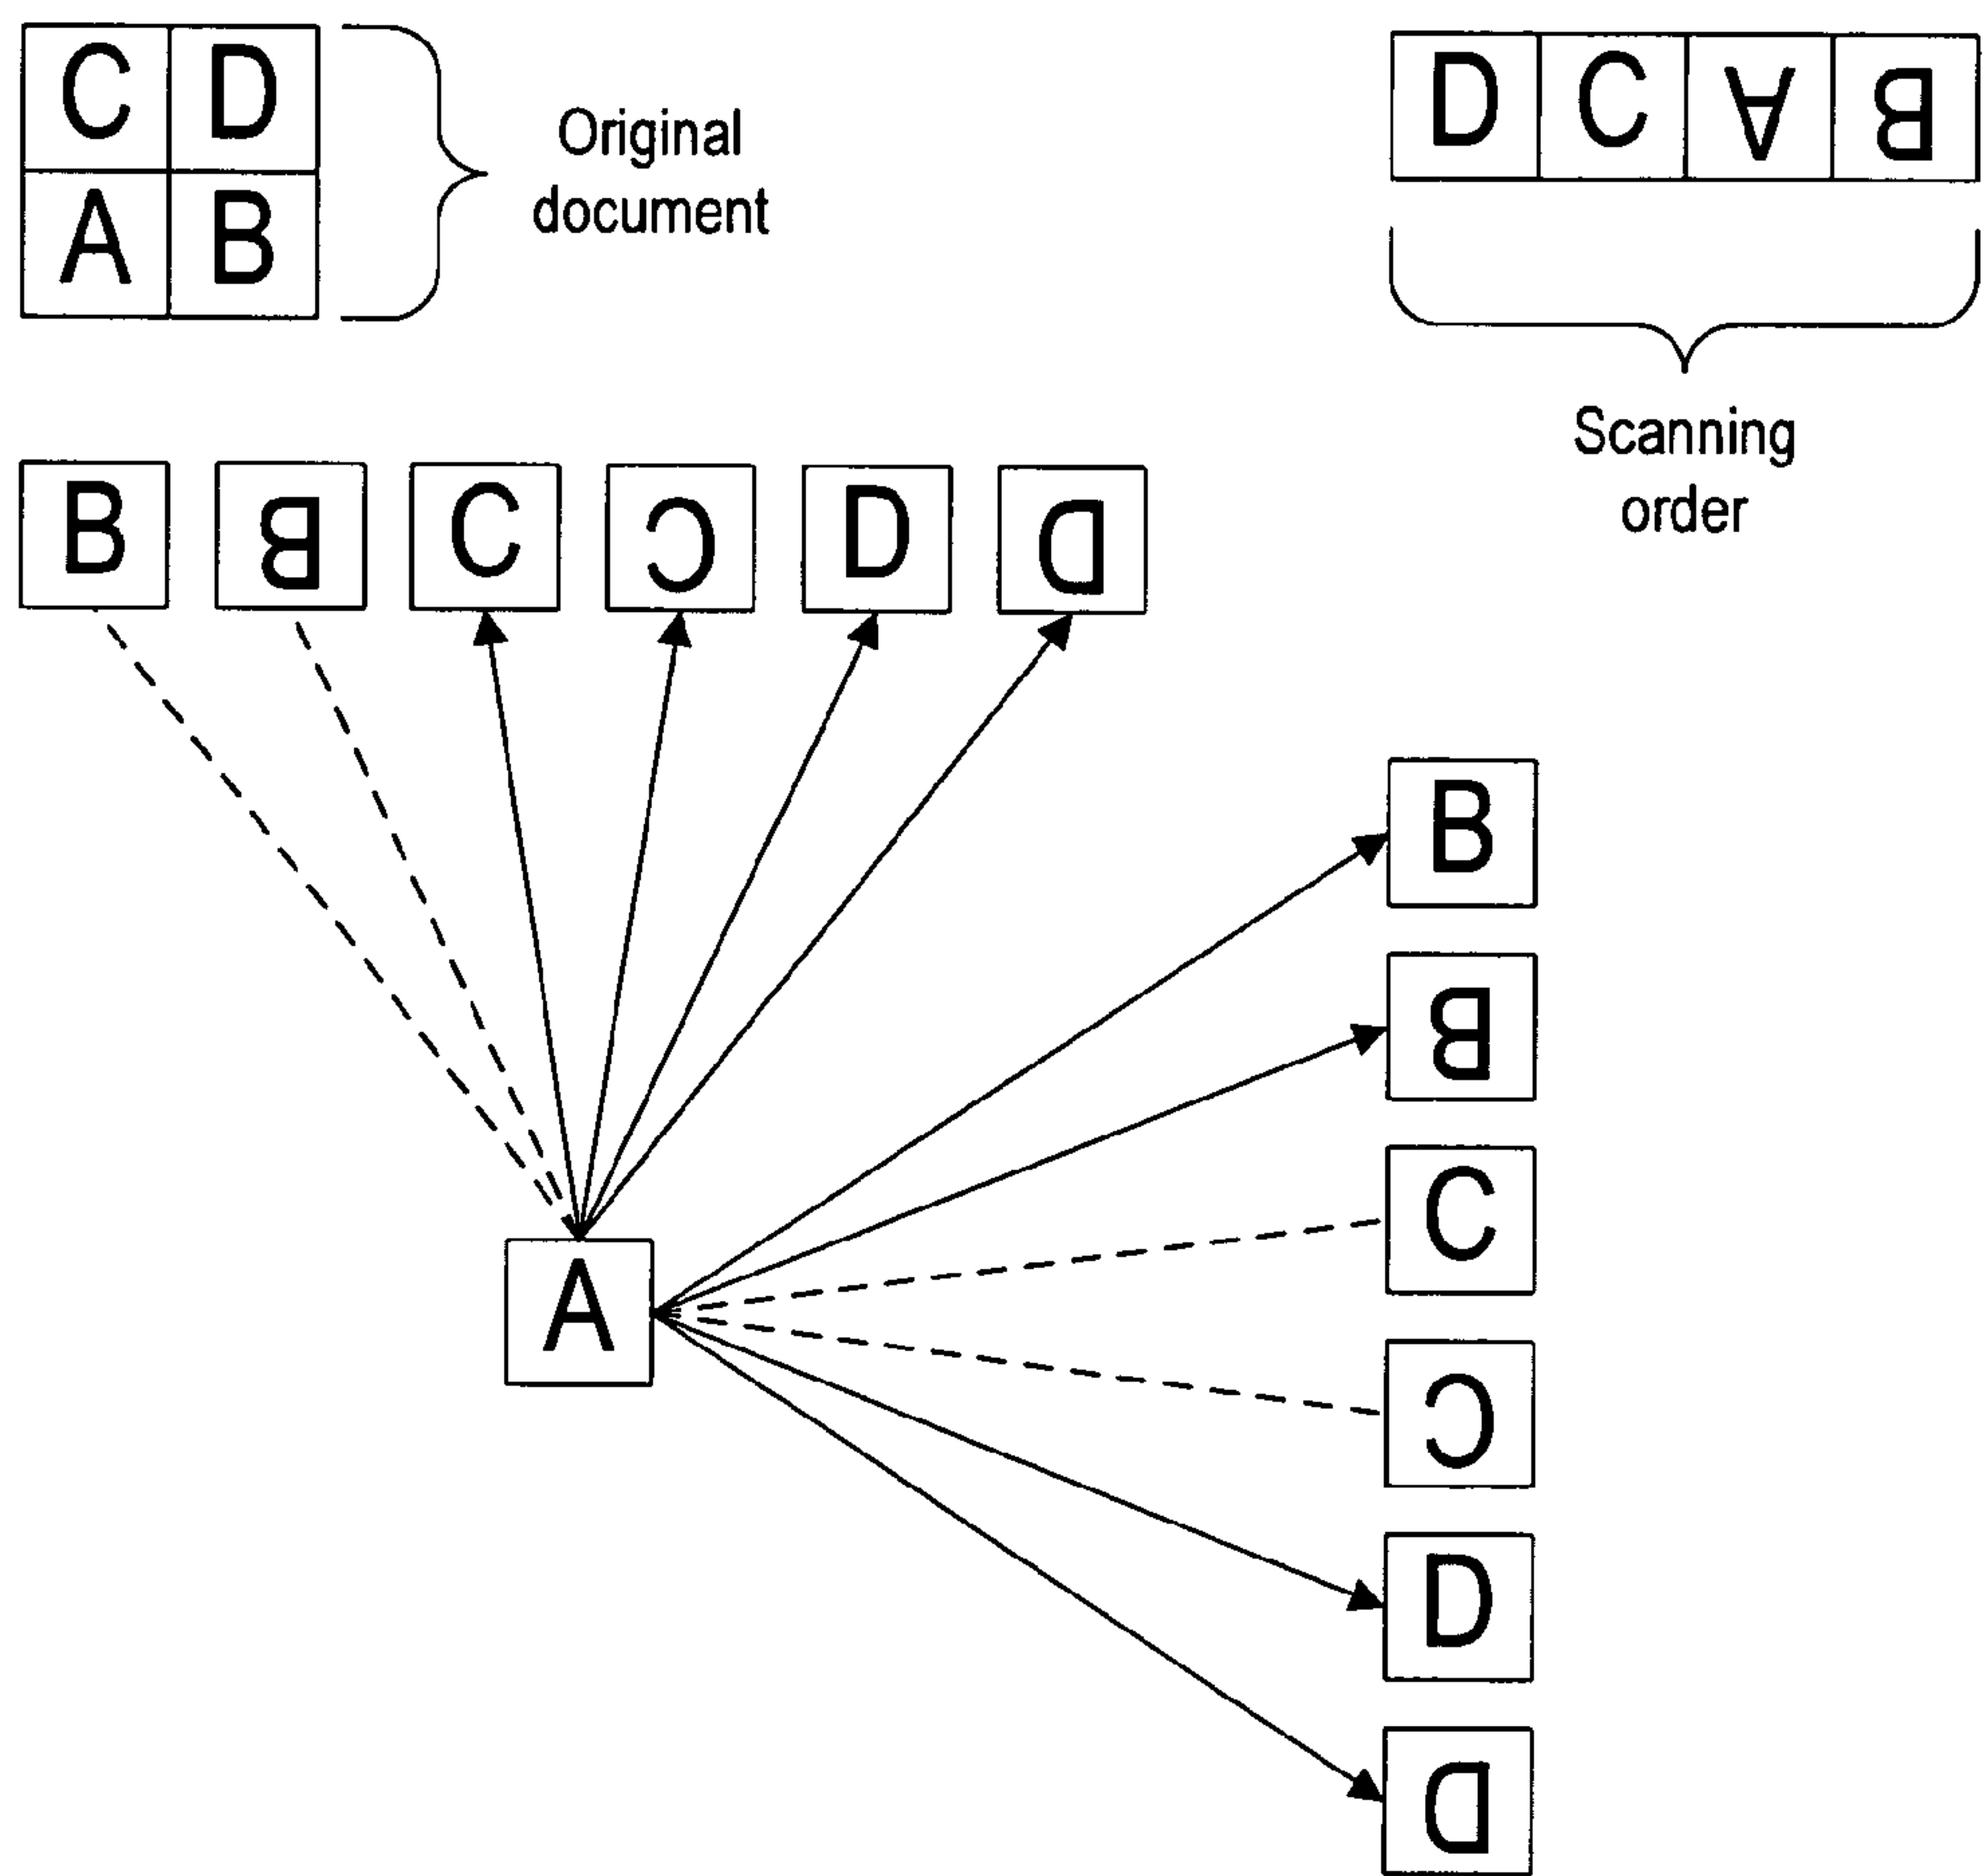 C D
A B
Original
document
D C A B
Scanning
order
B B C C D D
A
B
B
C
C
D
D